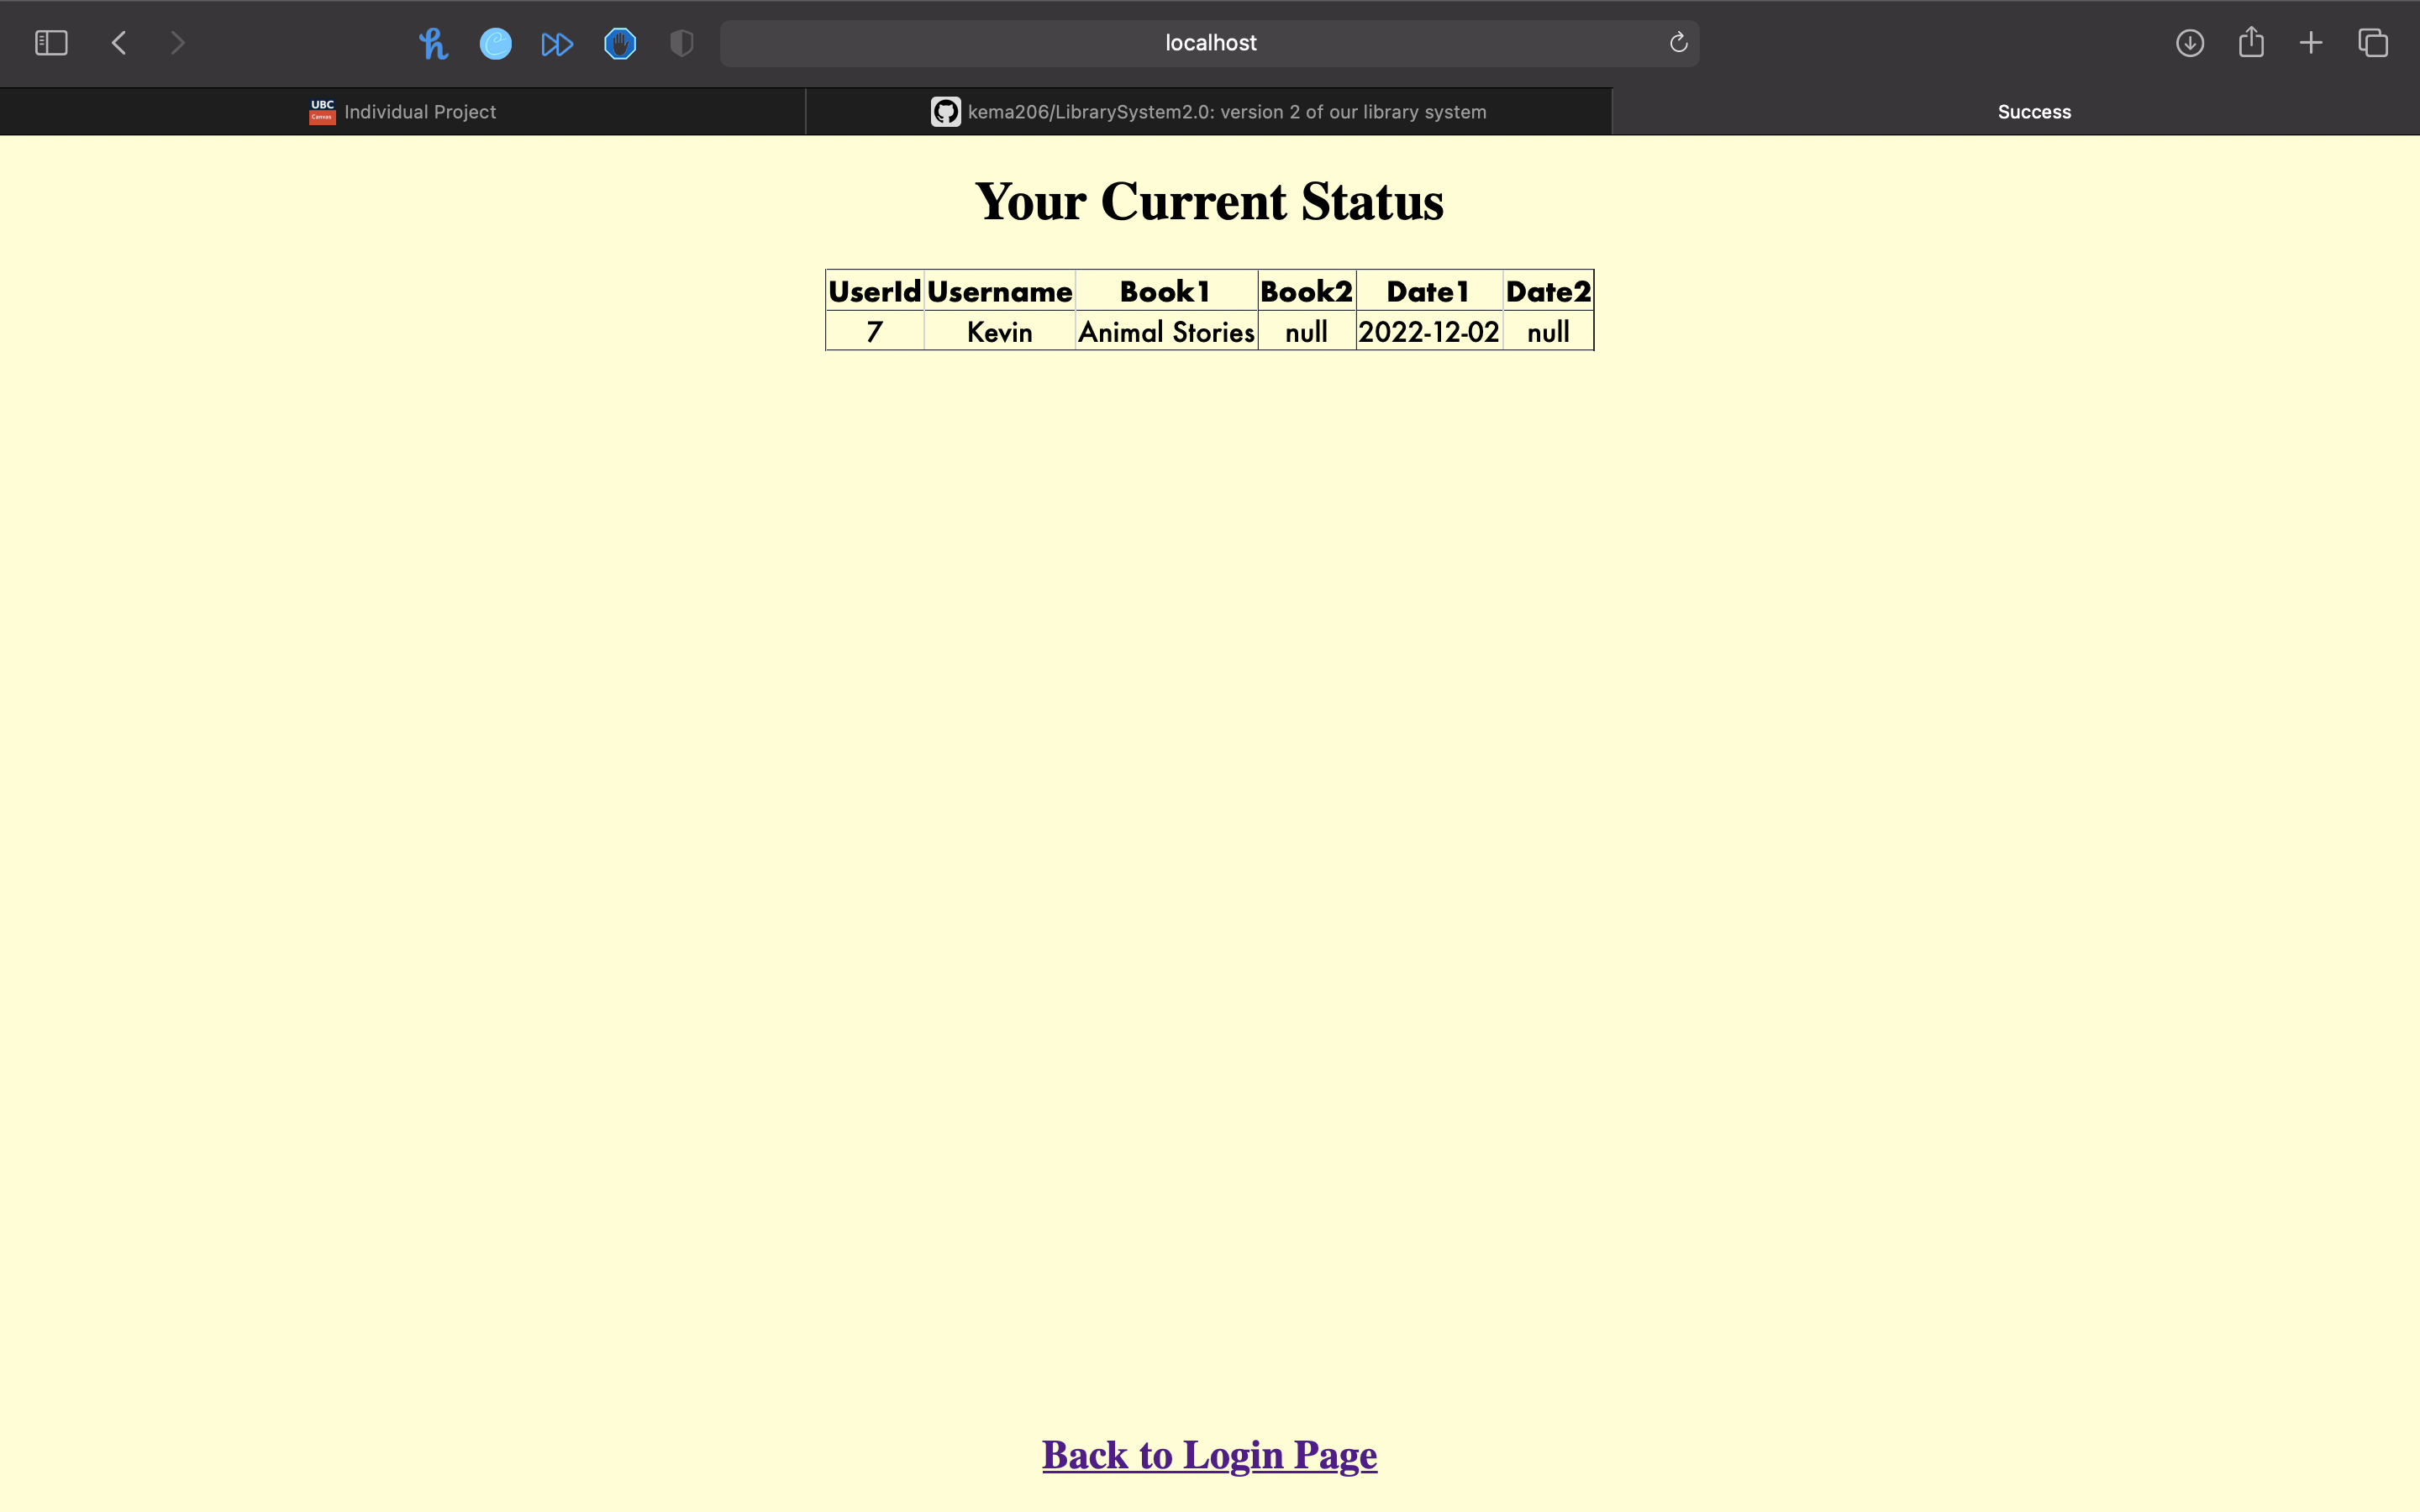 localhost
UBC
Canvas
Individual Project
kema206/LibrarySystem2.0: version 2 of our library system
Success
Your Current Status
UserId Username Book1 Book2 Date1 Date2
7 Kevin Animal Stories null 2022-12-02 null
Back to Login Page